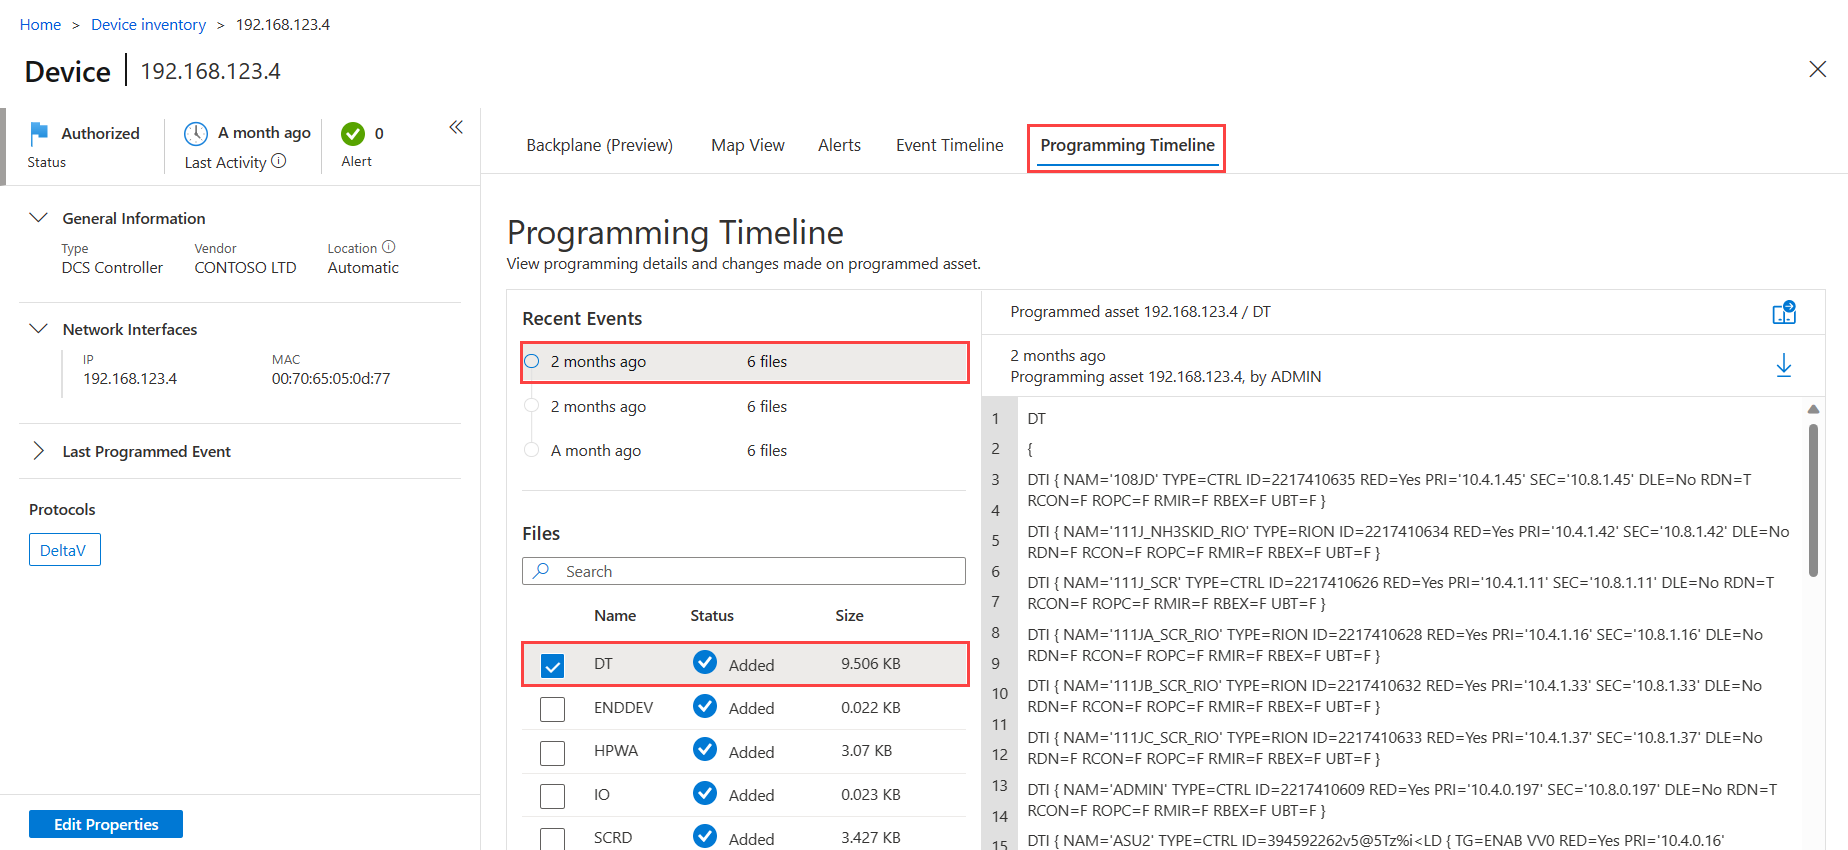 Home > Device inventory > 192.168.123.4
Device 192.168.123.4
Authorized
Status
A month ago
Last Activity
0
Alert
General Information
Type
DCS Controller
Vendor
CONTOSO LTD
Location
Automatic
Network Interfaces
IP
192.168.123.4
MAC
00:70:65:05:0d:77
Last Programmed Event
Protocols
DeltaV
Edit Properties
Backplane (Preview) Map View Alerts Event Timeline Programming Timeline
Programming Timeline
View programming details and changes made on programmed asset.
Recent Events
2 months ago 6 files
2 months ago 6 files
A month ago 6 files
Files
Search
Name Status Size
DT Added 9.506 KB
ENDDEV Added 0.022 KB
HPWA Added 3.07 KB
IO Added 0.023 KB
SCRD Added 3.427 KB
Programmed asset 192.168.123.4 / DT
2 months ago
Programming asset 192.168.123.4, by ADMIN
1 DT
2 {
3 DTI { NAM='108JD' TYPE=CTRL ID=2217410635 RED=Yes PRI='10.4.1.45' SEC='10.8.1.45' DLE=No RDN=T
4 RCON=F ROPC=F RMIR=F RBEX=F UBT=F }
5 DTI { NAM='111J_NH3SKID_RIO' TYPE=RION ID=2217410634 RED=Yes PRI='10.4.1.42' SEC='10.8.1.42' DLE=No
RDN=F RCON=F ROPC=F RMIR=F RBEX=F UBT=F }
6 DTI { NAM='111J_SCR' TYPE=CTRL ID=2217410626 RED=Yes PRI='10.4.1.11' SEC='10.8.1.11' DLE=No RDN=T
7 RCON=F ROPC=F RMIR=F RBEX=F UBT=F }
8 DTI { NAM='111JA_SCR_RIO' TYPE=RION ID=2217410628 RED=Yes PRI='10.4.1.16' SEC='10.8.1.16' DLE=No
9 RDN=F RCON=F ROPC=F RMIR=F RBEX=F UBT=F }
10 DTI { NAM='111JB_SCR_RIO' TYPE=RION ID=2217410632 RED=Yes PRI='10.4.1.33' SEC='10.8.1.33' DLE=No
RDN=F RCON=F ROPC=F RMIR=F RBEX=F UBT=F }
11 DTI { NAM='111JC_SCR_RIO' TYPE=RION ID=2217410633 RED=Yes PRI='10.4.1.37' SEC='10.8.1.37' DLE=No
12 RDN=F RCON=F ROPC=F RMIR=F RBEX=F UBT=F }
13 DTI { NAM='ADMIN' TYPE=CTRL ID=2217410609 RED=Yes PRI='10.4.0.197' SEC='10.8.0.197' DLE=No RDN=T
14 RCON=F ROPC=F RMIR=F RBEX=F UBT=F }
15 DTI { NAM='ASU2' TYPE=CTRL ID=394592262v5@5Tz%i<LD { TG=ENAB VV0 RED=Yes PRI='10.4.0.16'